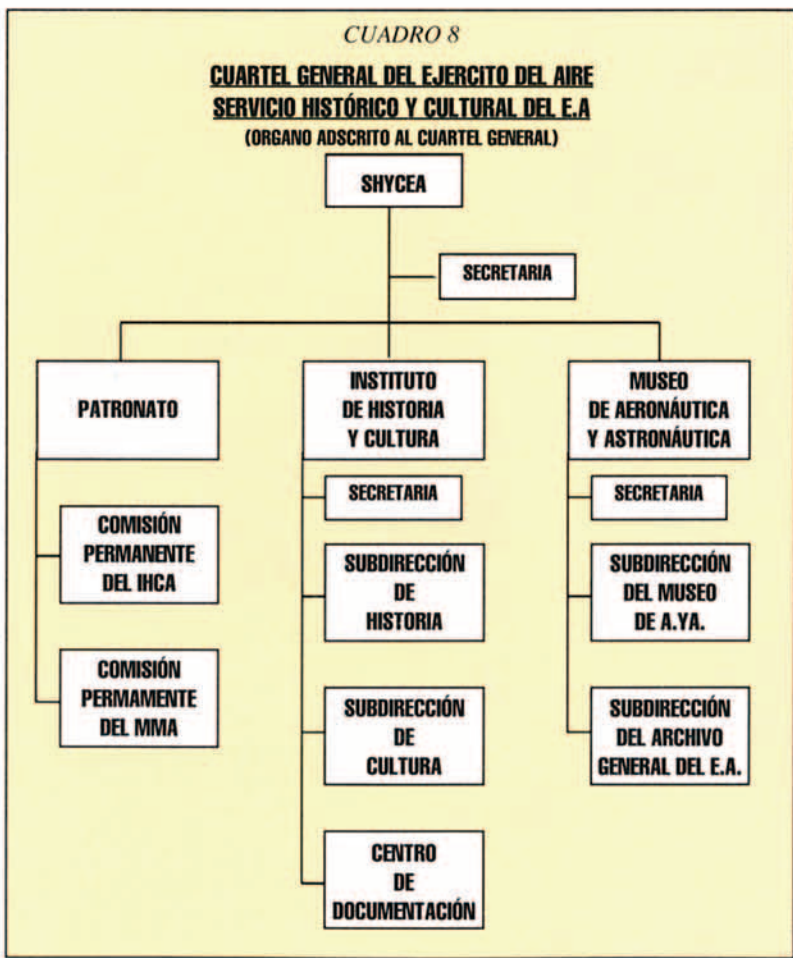 CUADRO 8
CUARTEL GENERAL DEL EJERCITO DEL AIRE
SERVICIO HISTÓRICO Y CULTURAL DEL E.A
(ORGANO ADSCRITO AL CUARTEL GENERAL)
SHYCEA
SECRETARIA
PATRONATO
COMISIÓN
PERMANENTE
DEL IHCA
COMISIÓN
PERMAMENTE
DEL MMA
INSTITUTO
DE HISTORIA
Y CULTURA
SECRETARIA
SUBDIRECCIÓN
DE
HISTORIA
SUBDIRECCIÓN
DE
CULTURA
CENTRO
DE
DOCUMENTACIÓN
MUSEO
DE AERONÁUTICA
Y ASTRONÁUTICA
SECRETARIA
SUBDIRECCIÓN
DEL MUSEO
DE A.YA.
SUBDIRECCIÓN
DEL ARCHIVO
GENERAL DEL E.A.